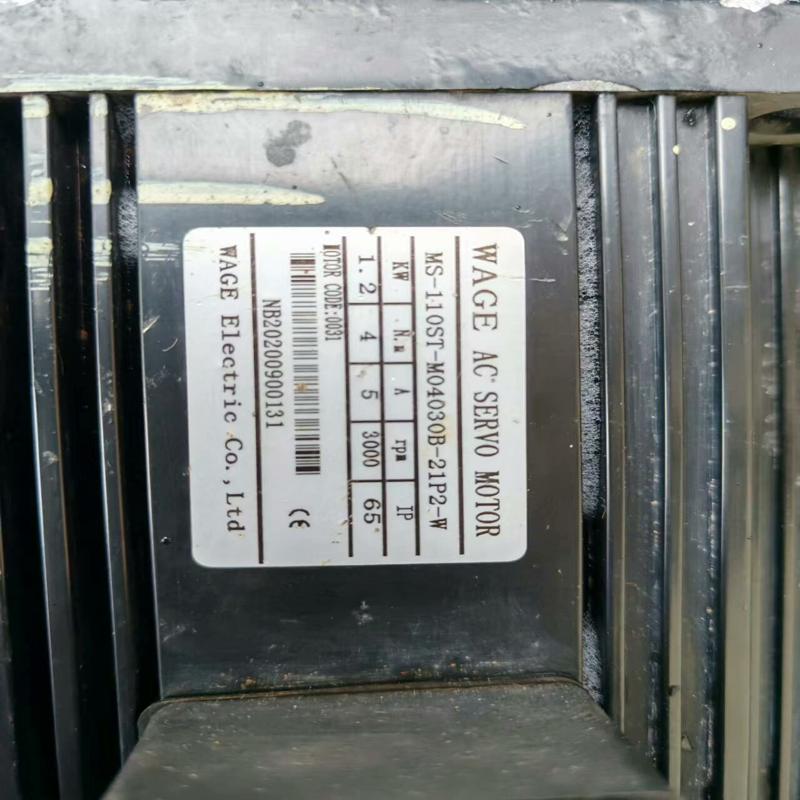 WAGE AC SERVO MOTOR
MS-110ST-M04030B-21P2-W
KW N.m A rpm IP
1.2 4 5 3000 65
MOTOR CODE:0031
CE
NB20200900131
WAGE Electric Co.,Ltd